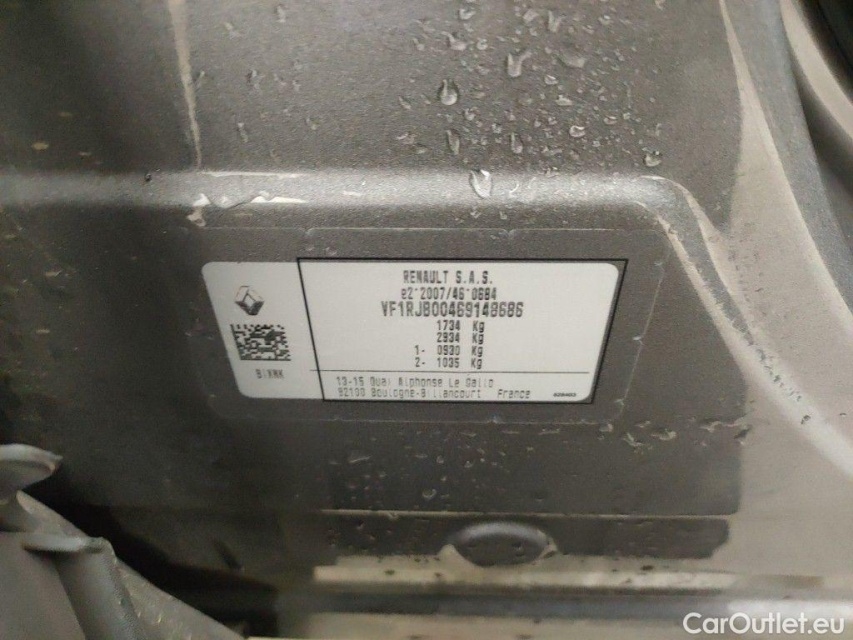 RENAULT S.A.S.
e2*2007/46*0684
VF1RJB00469148686
1734 Kg
2934 Kg
1- 0930 Kg
2- 1035 Kg
13-15 Quai Alphonse Le Gallo
92100 Boulogne-Billancourt France
CarOutlet.eu